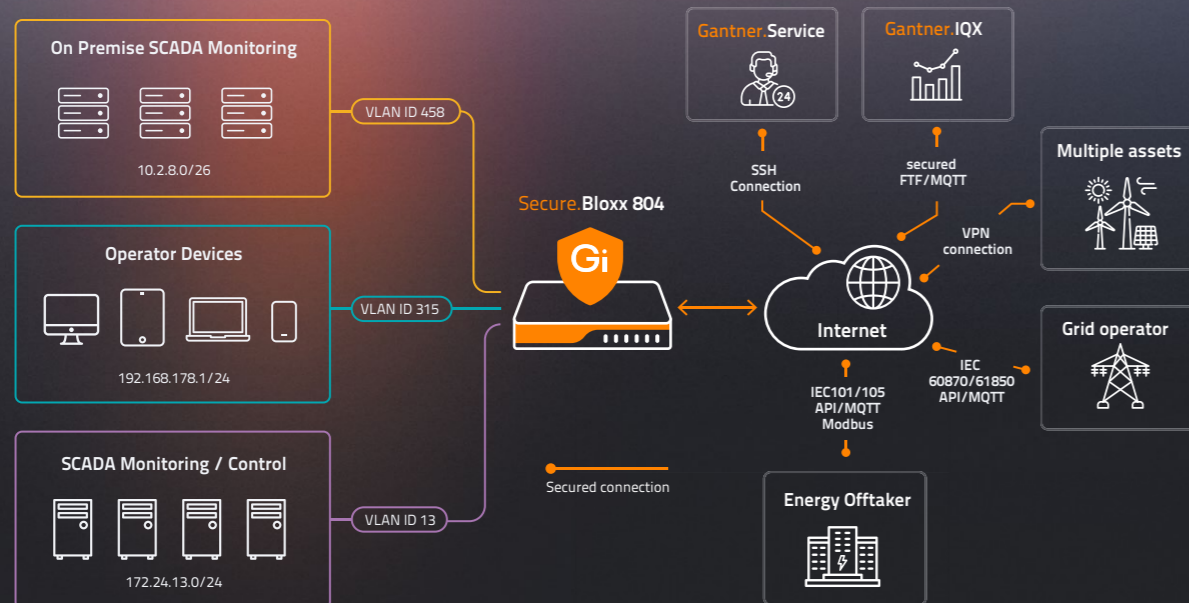 On Premise SCADA Monitoring
10.2.8.0/26
VLAN ID 458
Operator Devices
192.168.178.1/24
VLAN ID 315
SCADA Monitoring / Control
172.24.13.0/24
VLAN ID 13
Secure.Bloxx 804
Gi
Gantner.Service
24
Gantner.IQX
SSH
Connection
secured
FTF/MQTT
VPN
connection
Multiple assets
Internet
Grid operator
IEC
60870/61850
API/MQTT
IEC101/105
API/MQTT
Modbus
Secured connection
Energy Offtaker